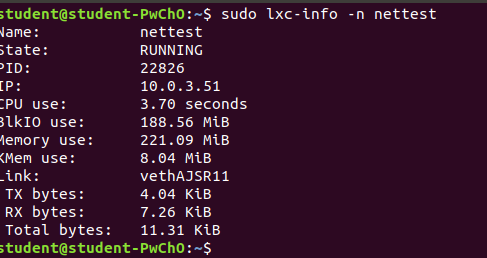 student@student-PwChO:~$ sudo lxc-info -n nettest
Name:           nettest
State:          RUNNING
PID:            22826
IP:             10.0.3.51
CPU use:        3.70 seconds
BlkIO use:      188.56 MiB
Memory use:     221.09 MiB
KMem use:       8.04 MiB
Link:           vethAJSR11
 TX bytes:      4.04 KiB
 RX bytes:      7.26 KiB
 Total bytes:   11.31 KiB
student@student-PwChO:~$